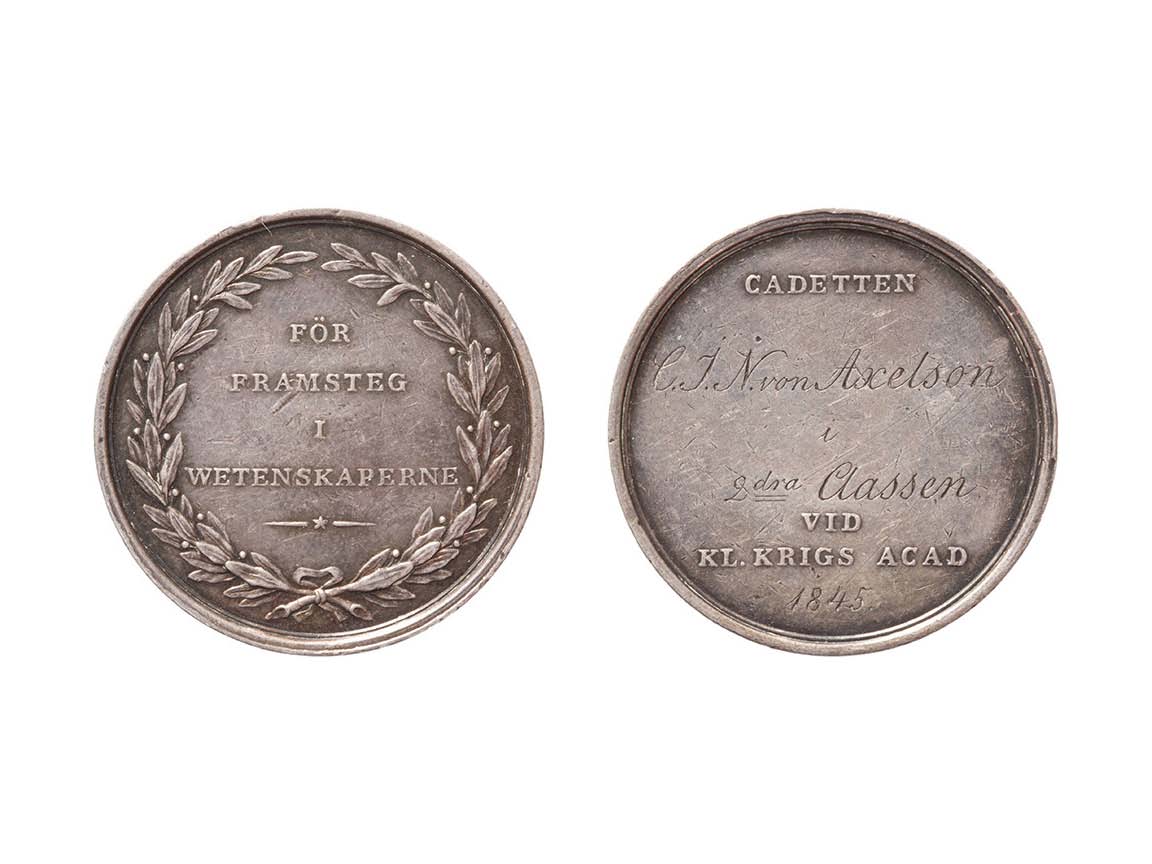 FÖR
FRAMSTEG
I
WETENSKAPERNE
CADETTEN
C. J. N. von Axelson
i
2dra Classen
VID
KL. KRIGS ACAD
1845.